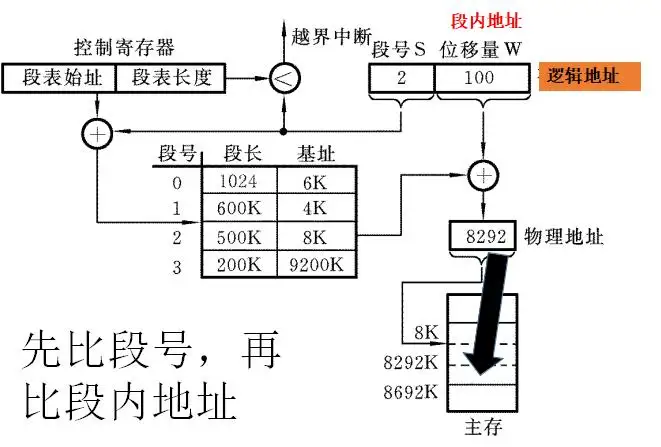 段内地址
控制寄存器
越界中断
段号S 位移量W
段表始址 段表长度
<
2 100
逻辑地址
+
段号 段长 基址
0 1024 6K
1 600K 4K
2 500K 8K
3 200K 9200K
+
8292 物理地址
8K
8292K
8692K
主存
先比段号，再
比段内地址